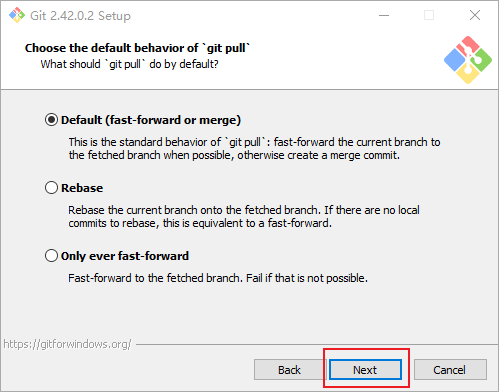 Git 2.42.0.2 Setup
Choose the default behavior of `git pull`
What should `git pull` do by default?
Default (fast-forward or merge)
This is the standard behavior of `git pull`: fast-forward the current branch to
the fetched branch when possible, otherwise create a merge commit.
Rebase
Rebase the current branch onto the fetched branch. If there are no local
commits to rebase, this is equivalent to a fast-forward.
Only ever fast-forward
Fast-forward to the fetched branch. Fail if that is not possible.
https://gitforwindows.org/
Back
Next
Cancel